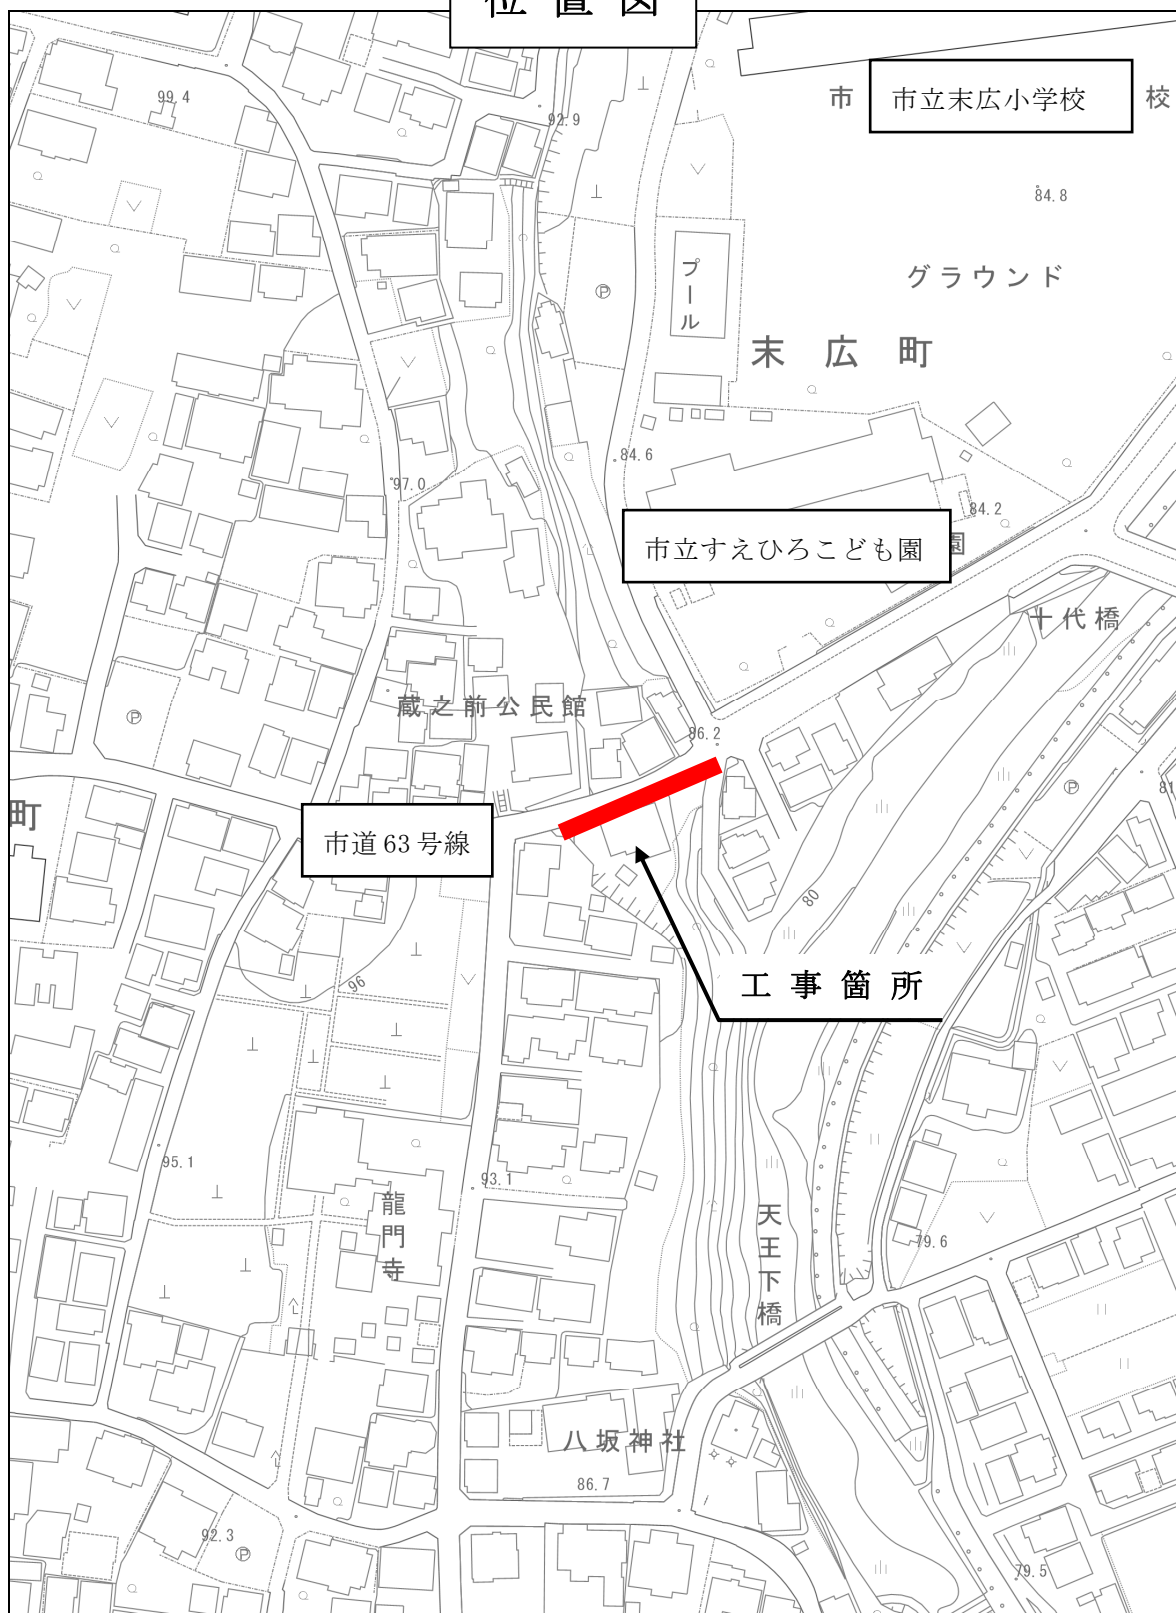 位置図
99.4
92.9
市
市立末広小学校
校
84.8
グラウンド
プール
末広町
84.6
97.0
84.2
市立すえひろこども園
園
十代橋
蔵之前公民館
86.2
81
町
市道63号線
80
96
工事箇所
95.1
93.1
龍門寺
天王下橋
79.6
八坂神社
86.7
92.3
79.5